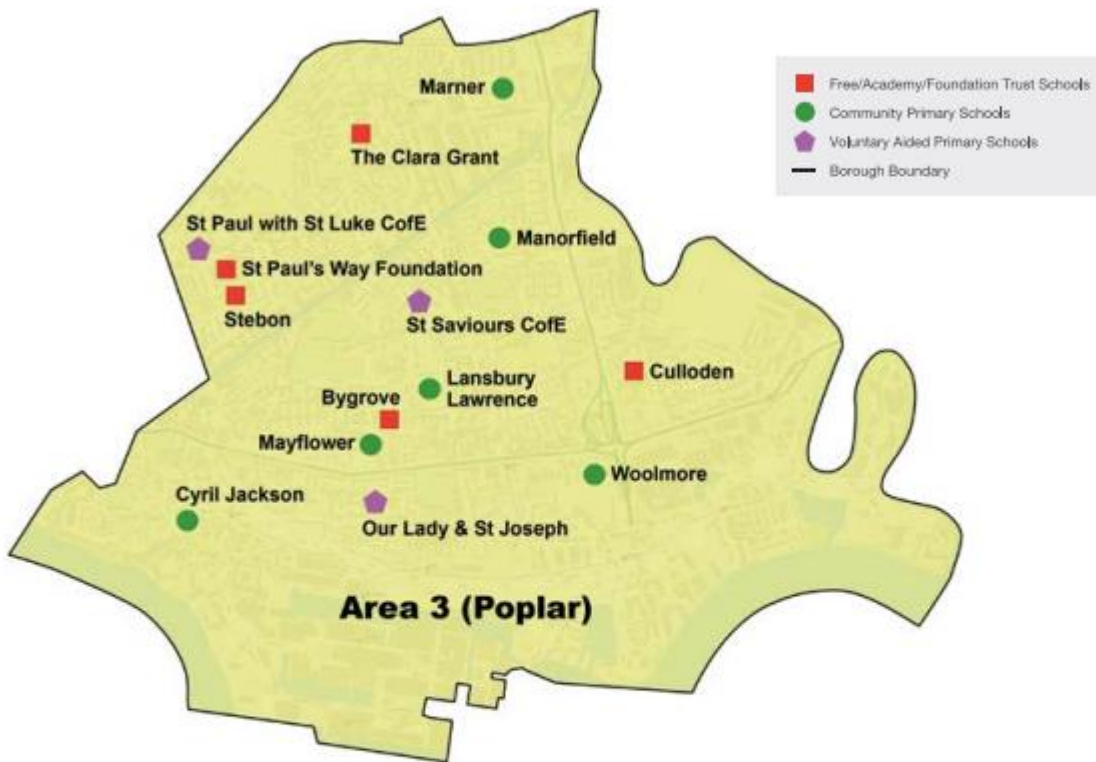 Marner
The Clara Grant
St Paul with St Luke CofE
Manorfield
St Paul's Way Foundation
Stebon
St Saviours CofE
Culloden
Lansbury
Lawrence
Bygrove
Mayflower
Woolmore
Cyril Jackson
Our Lady & St Joseph
Area 3 (Poplar)
Free/Academy/Foundation Trust Schools
Community Primary Schools
Voluntary Aided Primary Schools
Borough Boundary